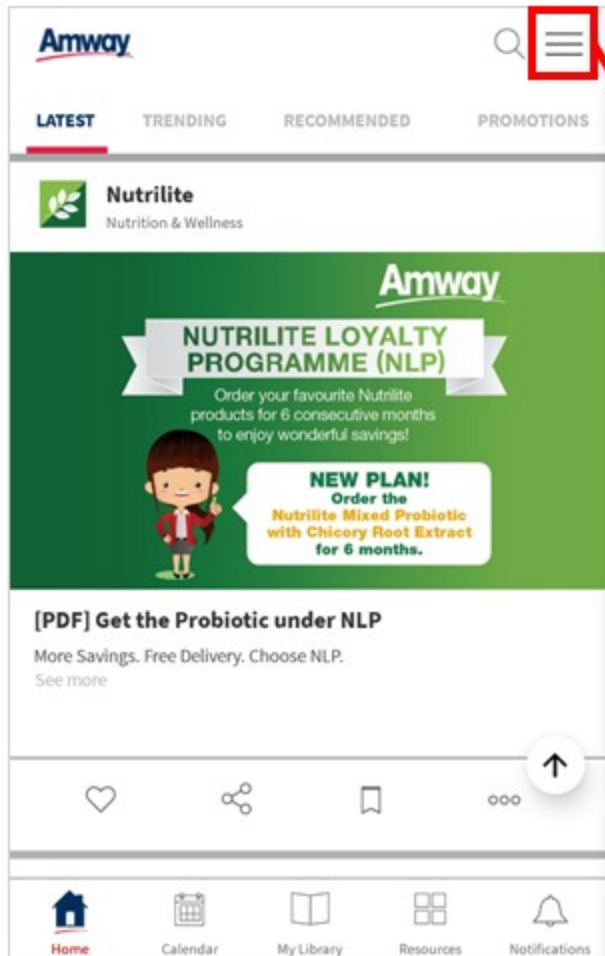 Amway
LATEST TRENDING RECOMMENDED PROMOTIONS
Nutrilite
Nutrition & Wellness
Amway
NUTRILITE LOYALTY
PROGRAMME (NLP)
Order your favourite Nutrilite
products for 6 consecutive months
to enjoy wonderful savings!
NEW PLAN!
Order the
Nutrilite Mixed Probiotic
with Chicory Root Extract
for 6 months.
[PDF] Get the Probiotic under NLP
More Savings. Free Delivery. Choose NLP.
See more
Home Calendar My Library Resources Notifications